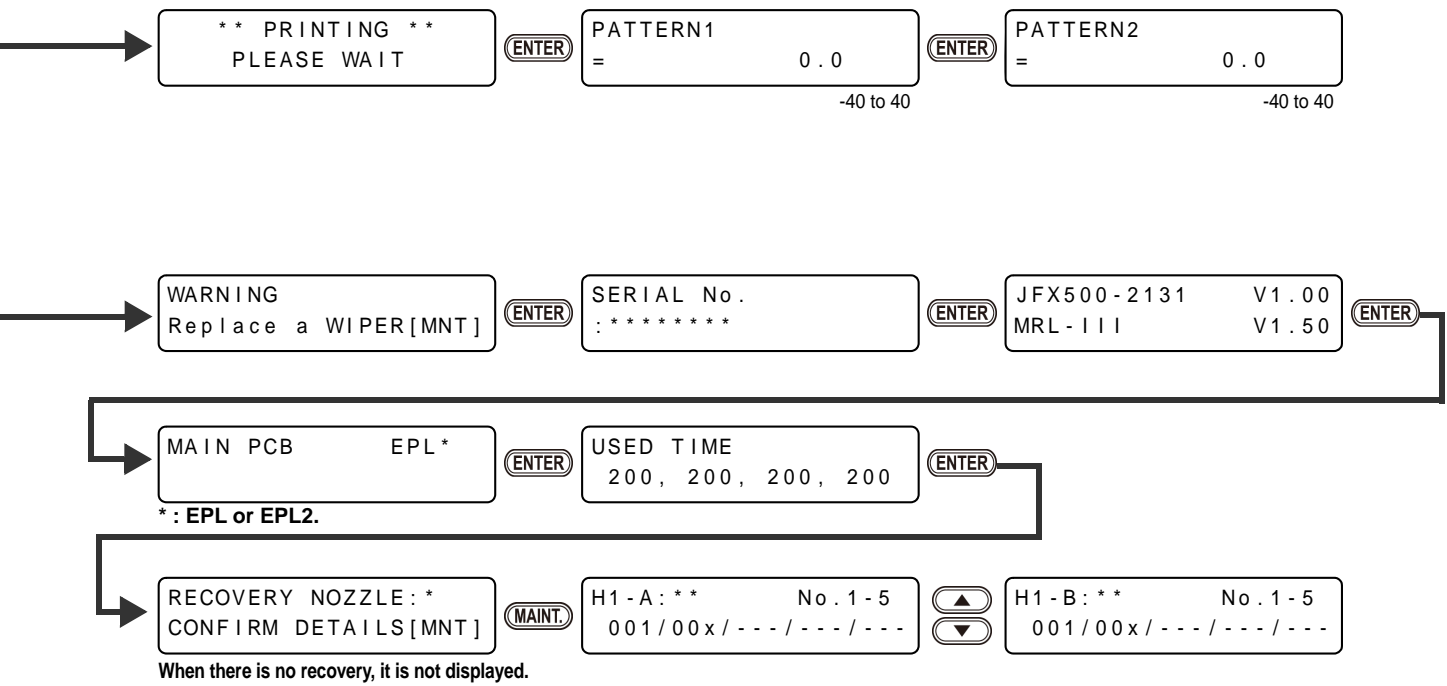 ** PRINTING **
PLEASE WAIT
ENTER
PATTERN1
= 0.0
-40 to 40
ENTER
PATTERN2
= 0.0
-40 to 40
WARNING
Replace a WIPER[MNT]
ENTER
SERIAL No.
:********
ENTER
JFX500-2131 V1.00
MRL-III V1.50
ENTER
MAIN PCB EPL*
* : EPL or EPL2.
ENTER
USED TIME
200, 200, 200, 200
ENTER
RECOVERY NOZZLE:*
CONFIRM DETAILS[MNT]
When there is no recovery, it is not displayed.
MAINT.
H1-A:** No.1-5
001/00x/---/---/---
H1-B:** No.1-5
001/00x/---/---/---